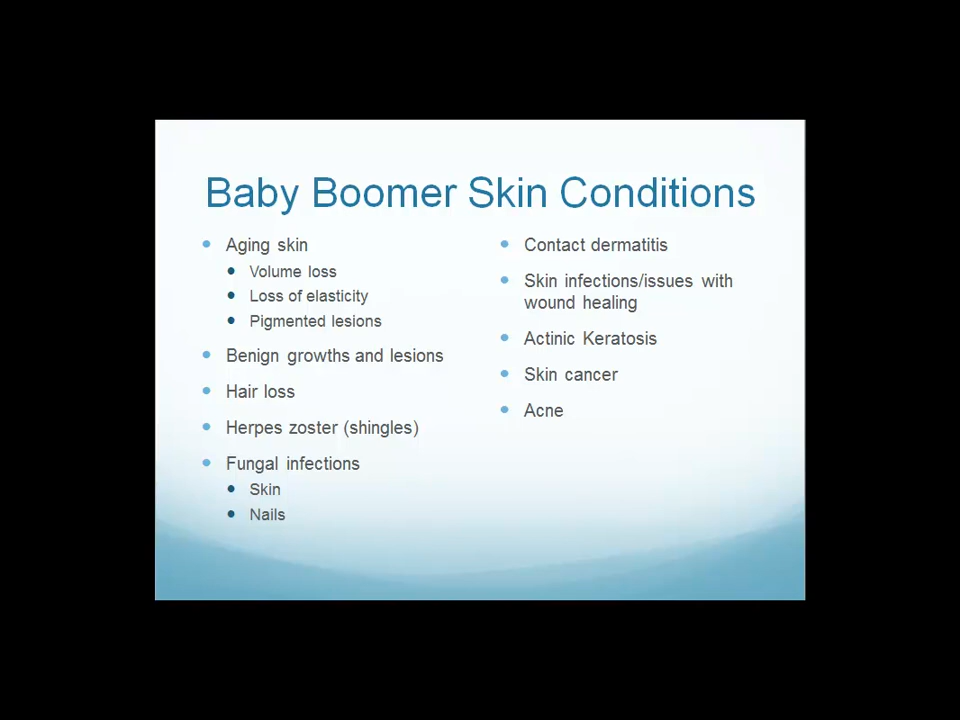 Baby Boomer Skin Conditions
Aging skin
Volume loss
Loss of elasticity
Pigmented lesions
Benign growths and lesions
Hair loss
Herpes zoster (shingles)
Fungal infections
Skin
Nails
Contact dermatitis
Skin infections/issues with
wound healing
Actinic Keratosis
Skin cancer
Acne